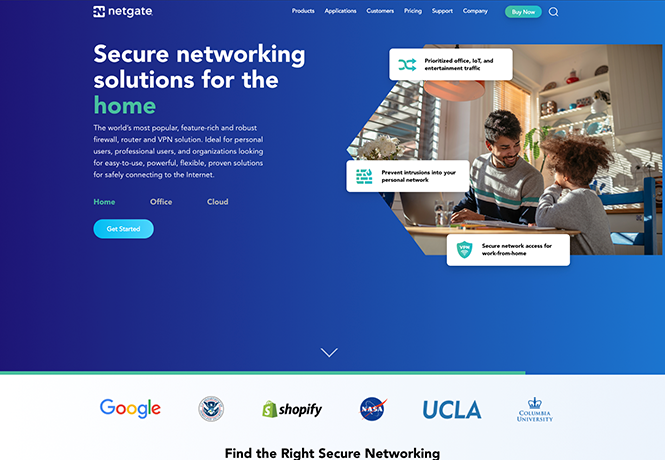 netgate
Products Applications Customers Pricing Support Company Buy Now
Secure networking
solutions for the
home
The world's most popular, feature-rich and robust
firewall, router and VPN solution. Ideal for personal
users, professional users, and organizations looking
for easy-to-use, powerful, flexible, proven solutions
for safely connecting to the Internet.
Home Office Cloud
Get Started
Prioritized office, IoT, and
entertainment traffic
Prevent intrusions into your
personal network
VPN
Secure network access for
work-from-home
Google
shopify
NASA
UCLA
COLUMBIA
UNIVERSITY
Find the Right Secure Networking